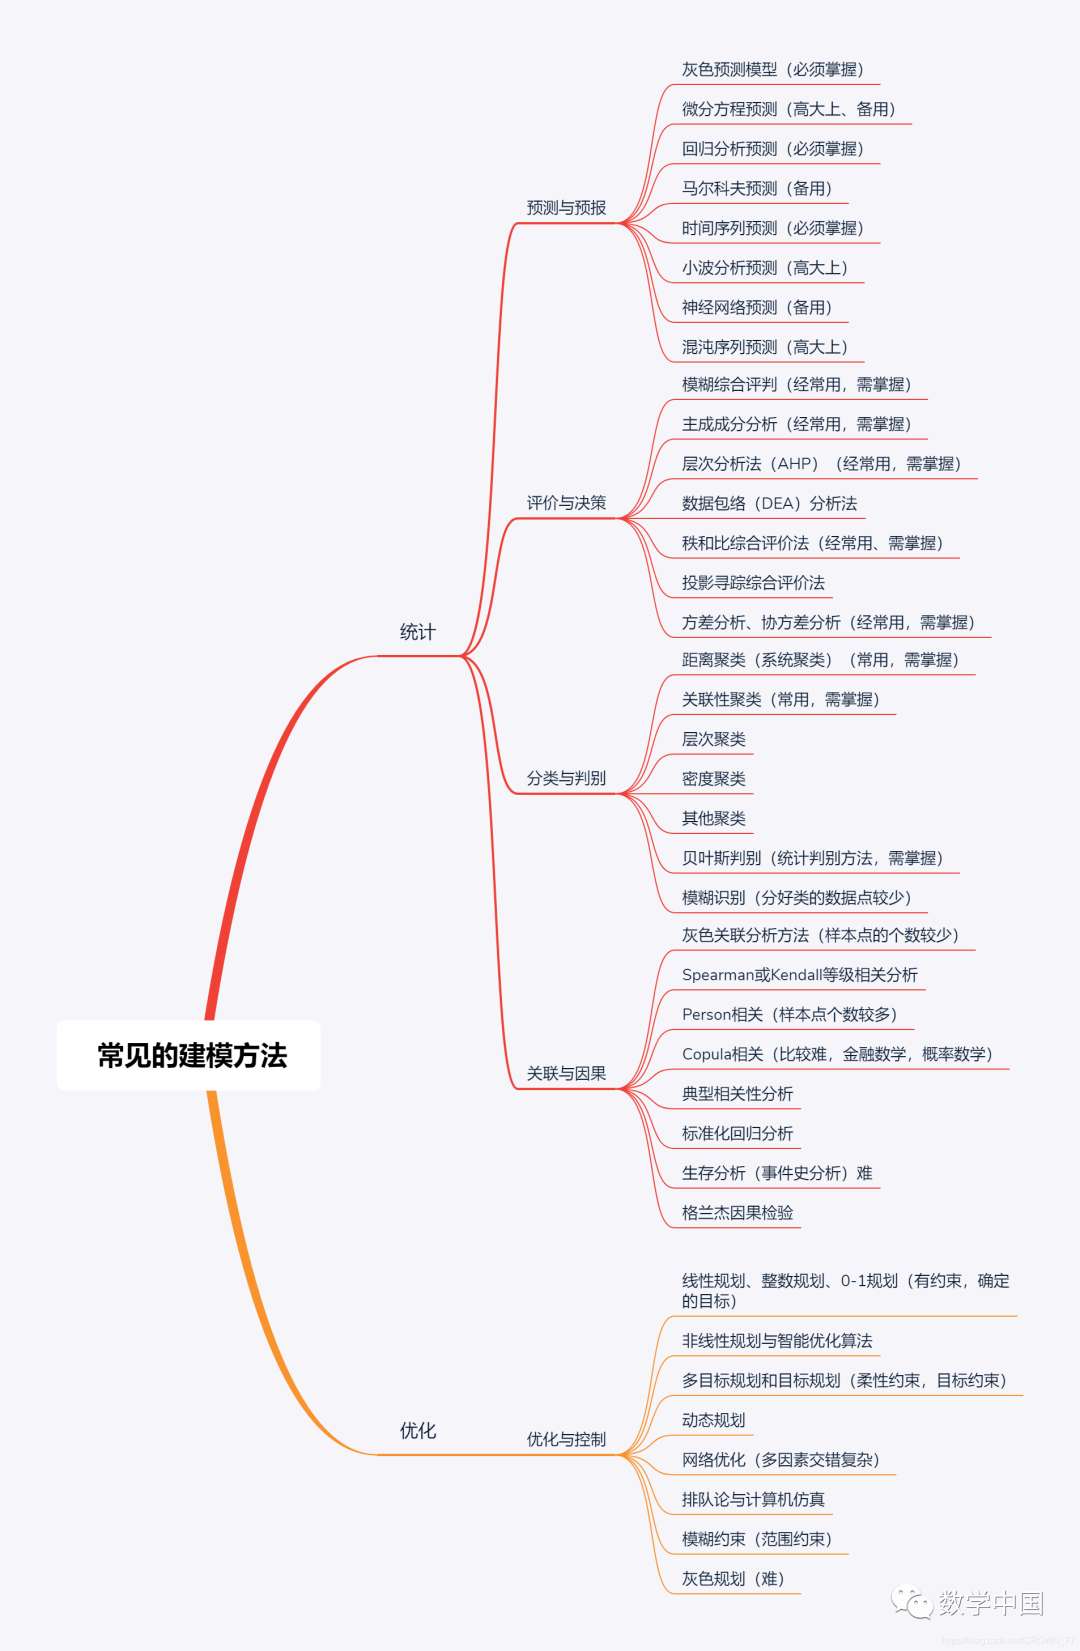 灰色预测模型（必须掌握）
微分方程预测（高大上、备用）
回归分析预测（必须掌握）
马尔科夫预测（备用）
预测与预报
时间序列预测（必须掌握）
小波分析预测（高大上）
神经网络预测（备用）
混沌序列预测（高大上）
模糊综合评判（经常用，需掌握）
主成成分分析（经常用，需掌握）
层次分析法（AHP）（经常用，需掌握）
评价与决策
数据包络（DEA）分析法
秩和比综合评价法（经常用、需掌握）
投影寻踪综合评价法
方差分析、协方差分析（经常用，需掌握）
统计
距离聚类（系统聚类）（常用，需掌握）
关联性聚类（常用，需掌握）
层次聚类
分类与判别
密度聚类
其他聚类
贝叶斯判别（统计判别方法，需掌握）
模糊识别（分好类的数据点较少）
灰色关联分析方法（样本点的个数较少）
Spearman或Kendall等级相关分析
Person相关（样本点个数较多）
常见的建模方法
Copula相关（比较难，金融数学，概率数学）
关联与因果
典型相关性分析
标准化回归分析
生存分析（事件史分析）难
格兰杰因果检验
线性规划、整数规划、0-1规划（有约束，确定
的目标）
非线性规划与智能优化算法
多目标规划和目标规划（柔性约束，目标约束）
动态规划
优化
优化与控制
网络优化（多因素交错复杂）
排队论与计算机仿真
模糊约束（范围约束）
灰色规划（难）
数学中国